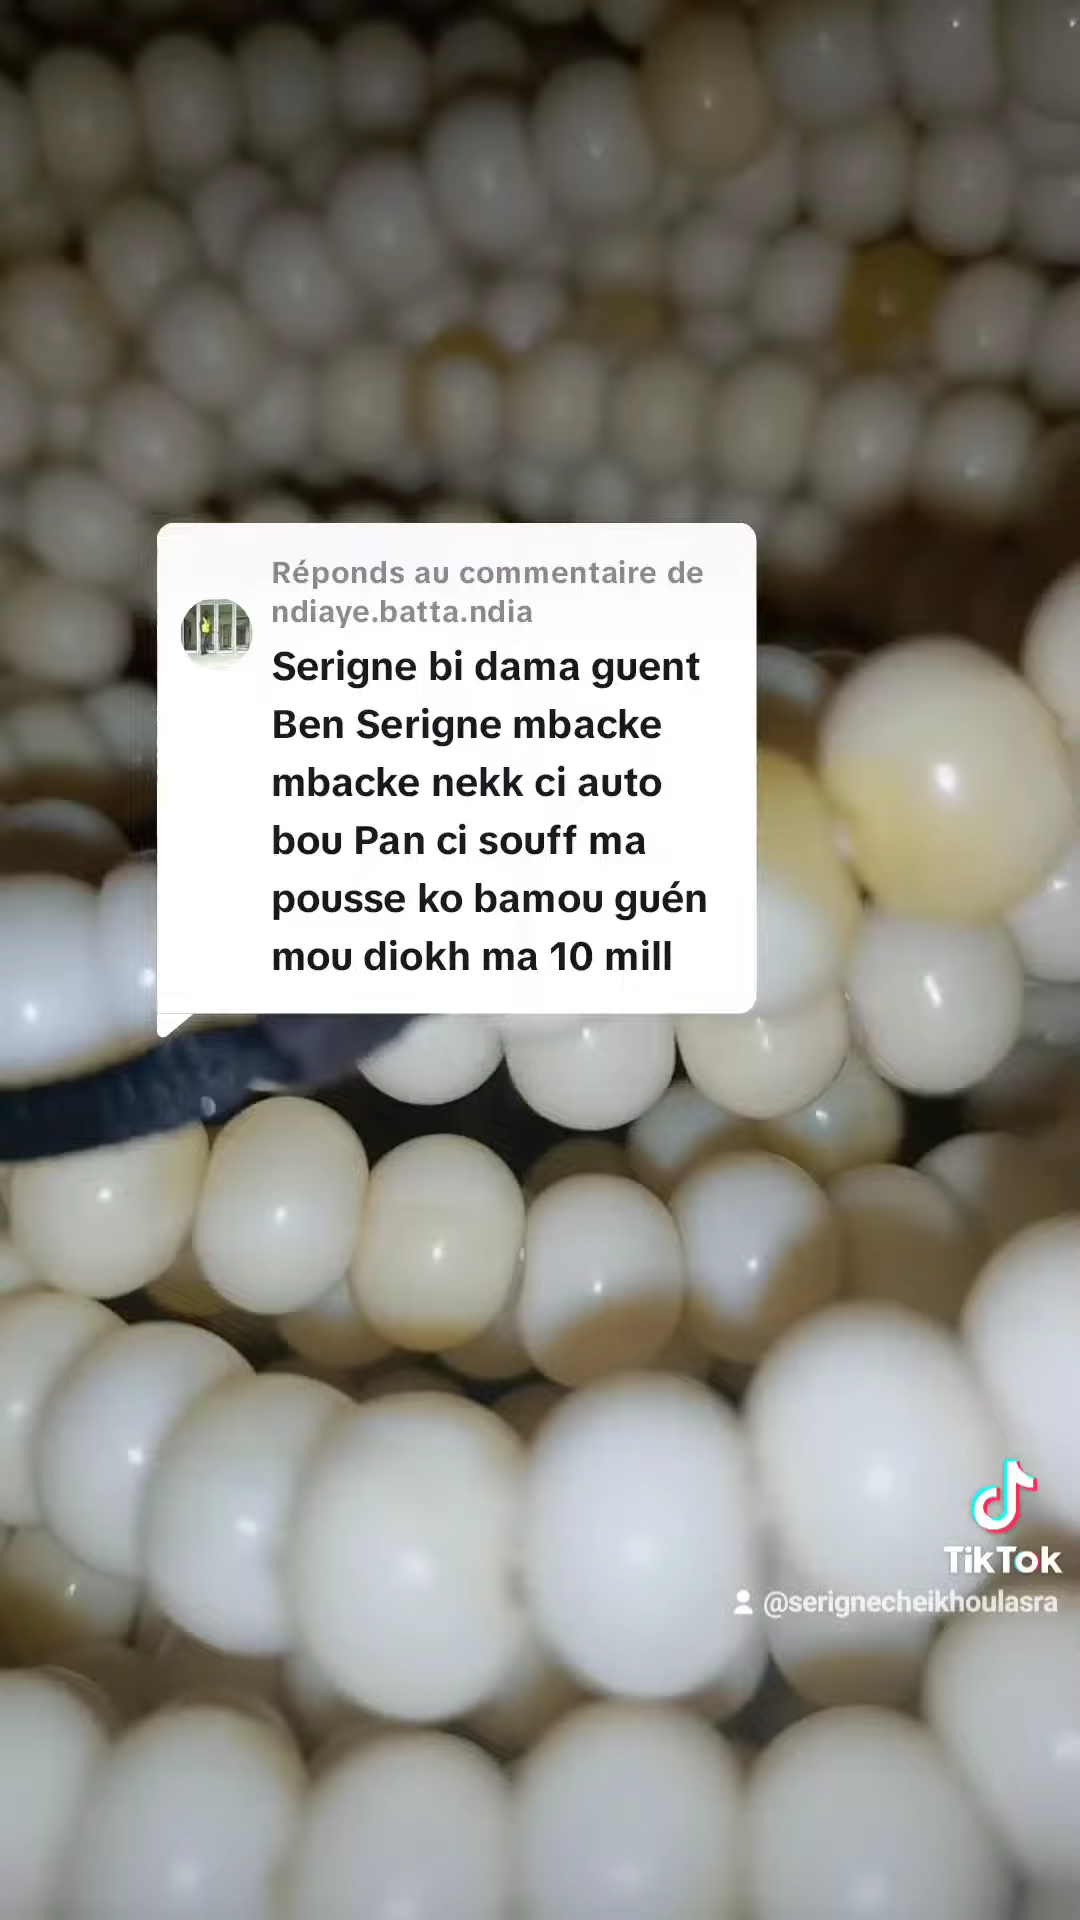 Réponds au commentaire de
ndiaye.batta.ndia
Serigne bi dama guent
Ben Serigne mbacke
mbacke nekk ci auto
bou Pan ci souff ma
pousse ko bamou guén
mou diokh ma 10 mill
TikTok
@serignecheikhoulasra